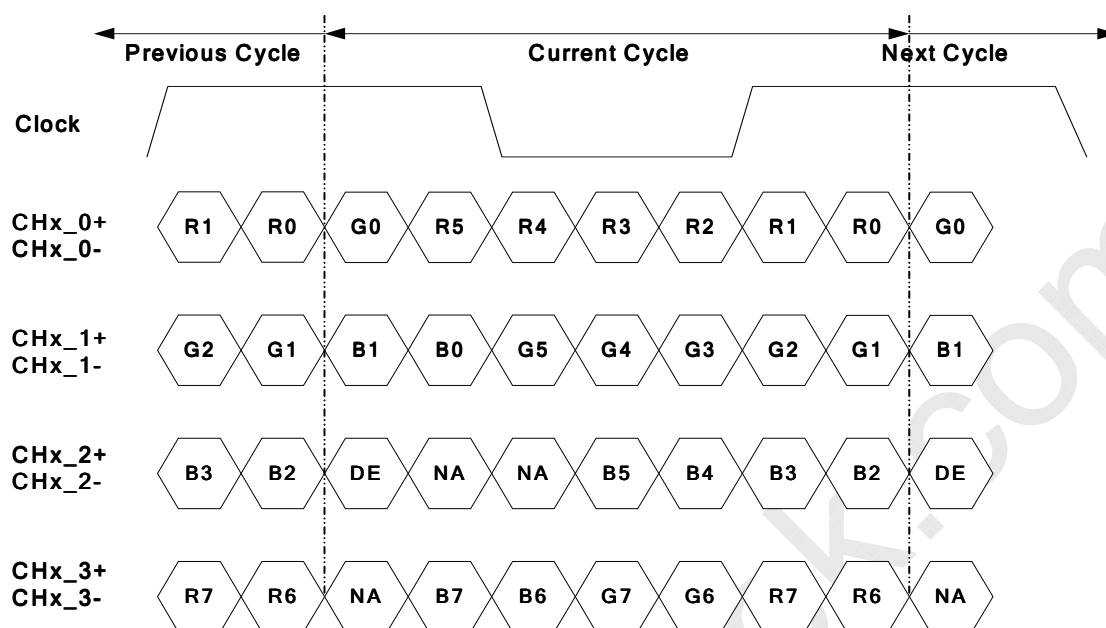 Previous Cycle Current Cycle Next Cycle
Clock
CHx_0+
CHx_0-
R1 R0 G0 R5 R4 R3 R2 R1 R0 G0
CHx_1+
CHx_1-
G2 G1 B1 B0 G5 G4 G3 G2 G1 B1
CHx_2+
CHx_2-
B3 B2 DE NA NA B5 B4 B3 B2 DE
CHx_3+
CHx_3-
R7 R6 NA B7 B6 G7 G6 R7 R6 NA
k.com